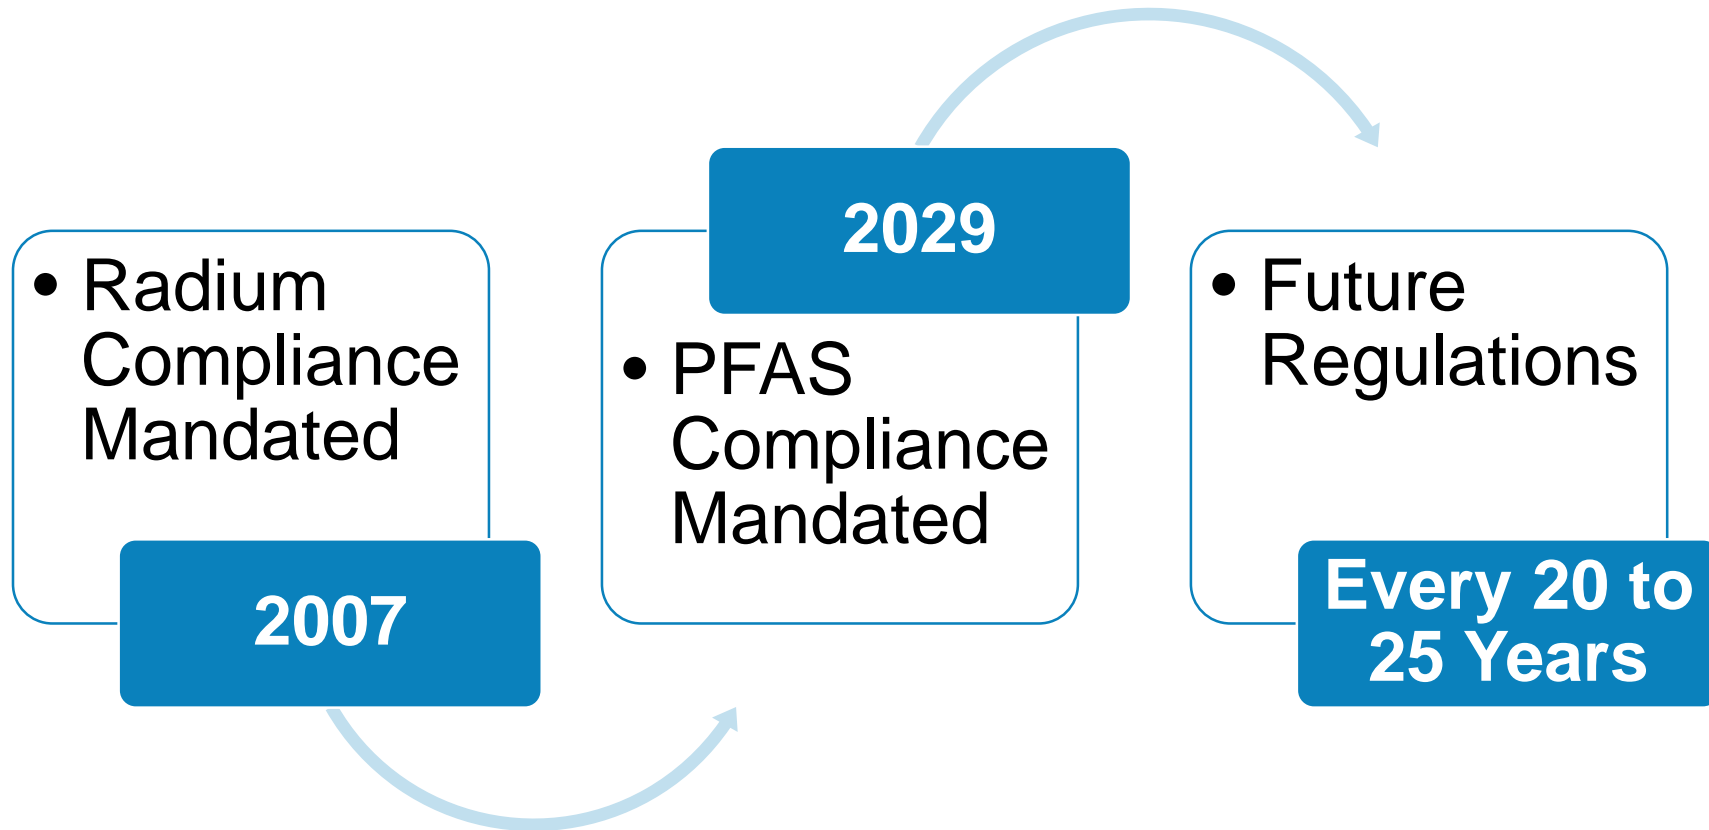 • Radium
Compliance
Mandated
2007
2029
• PFAS
Compliance
Mandated
• Future
Regulations
Every 20 to
25 Years